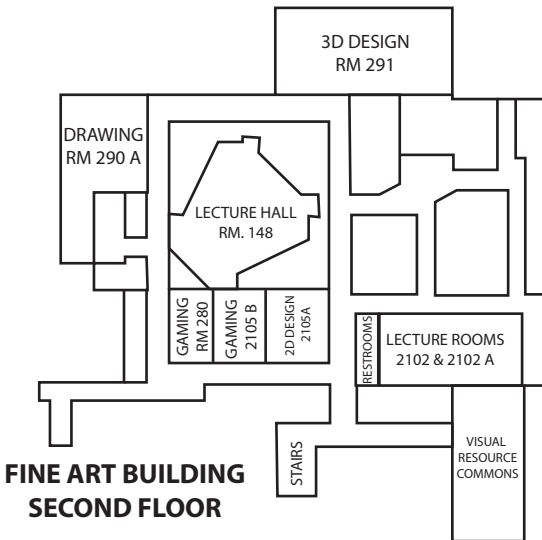 3D DESIGN
RM 291
DRAWING
RM 290 A
LECTURE HALL
RM. 148
GAMING
RM 280
GAMING
2105 B
2D DESIGN
2105A
RESTROOMS
LECTURE ROOMS
2102 & 2102 A
STAIRS
VISUAL
RESOURCE
COMMONS
FINE ART BUILDING
SECOND FLOOR